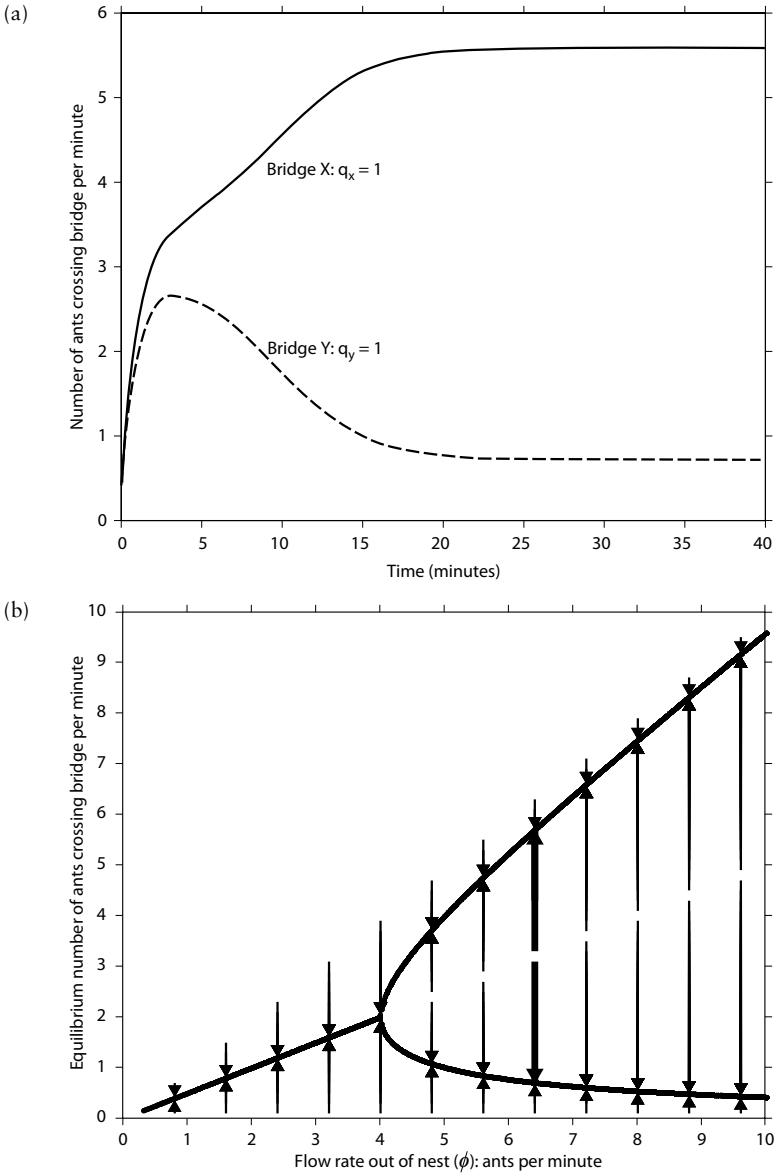 (a)
6
5
4
3
2
1
0
Number of ants crossing bridge per minute
Bridge X: qx = 1
Bridge Y: qy = 1
0 5 10 15 20 25 30 35 40
Time (minutes)
(b)
10
9
8
7
6
5
4
3
2
1
0
Equilibrium number of ants crossing bridge per minute
0 1 2 3 4 5 6 7 8 9 10
Flow rate out of nest (ϕ): ants per minute